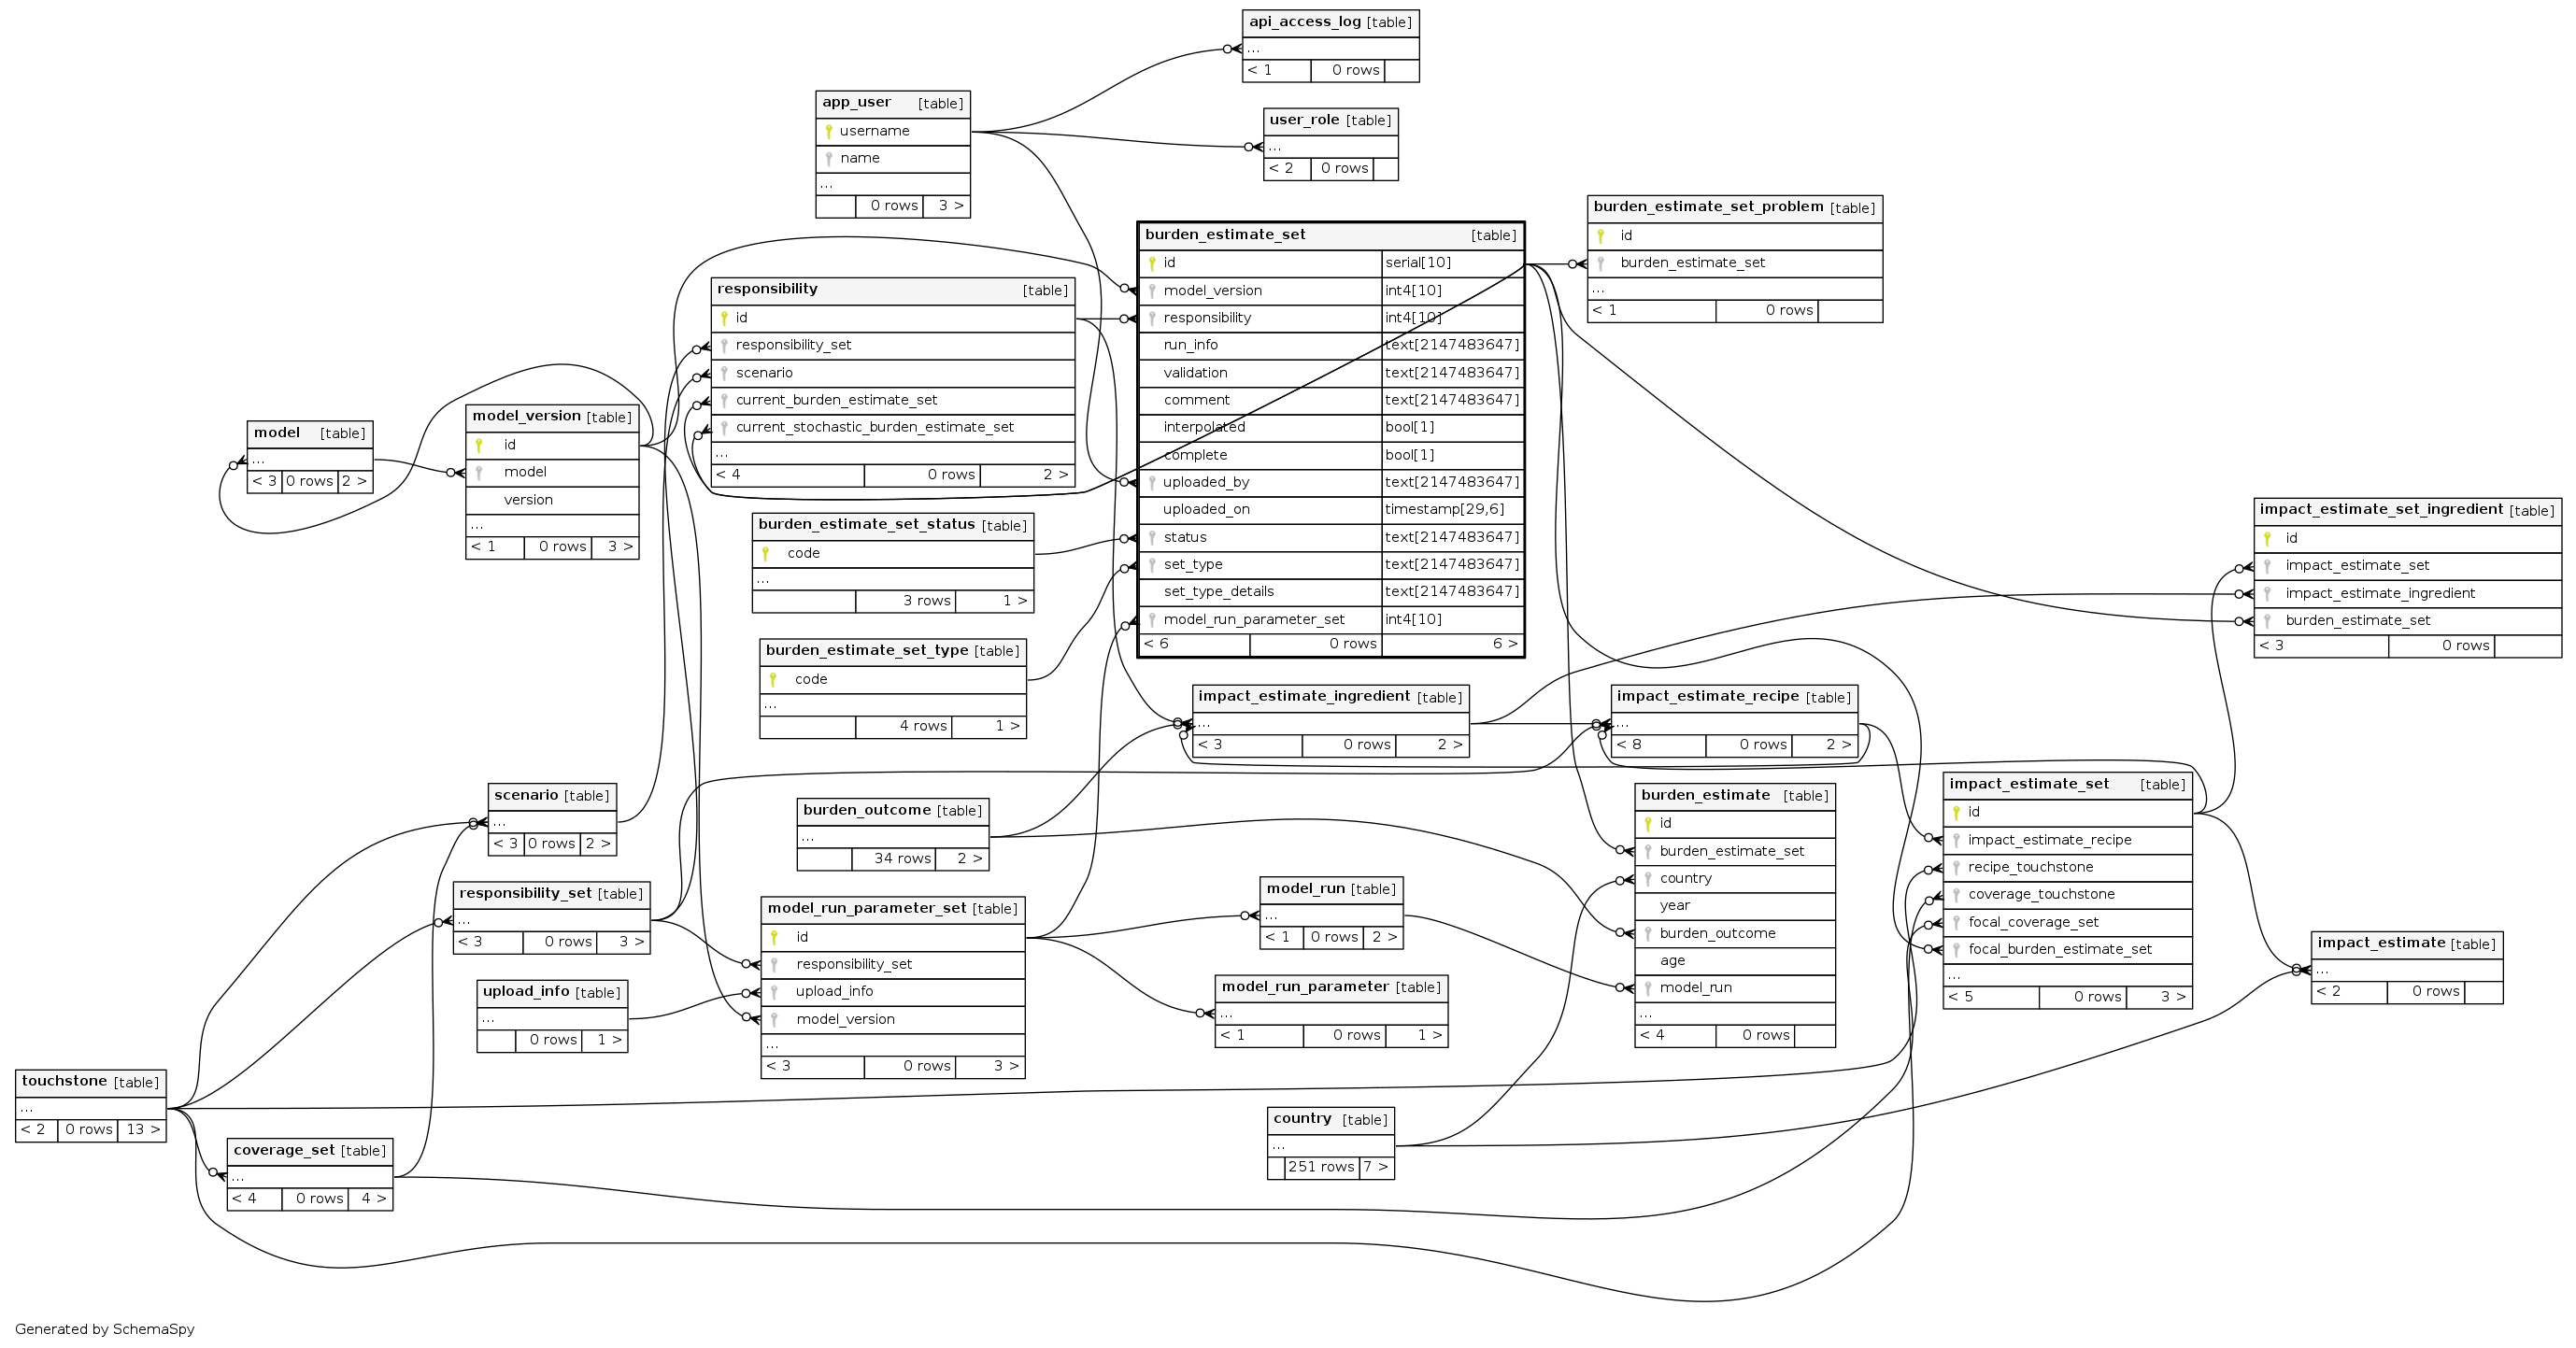 api_access_log [table]
...
< 1 0 rows
app_user [table]
username
name
...
0 rows 3 >
user_role [table]
...
< 2 0 rows
burden_estimate_set_problem [table]
id
burden_estimate_set
...
< 1 0 rows
burden_estimate_set [table]
id serial[10]
model_version int4[10]
responsibility int4[10]
run_info text[2147483647]
validation text[2147483647]
comment text[2147483647]
interpolated bool[1]
complete bool[1]
uploaded_by text[2147483647]
uploaded_on timestamp[29,6]
status text[2147483647]
set_type text[2147483647]
set_type_details text[2147483647]
model_run_parameter_set int4[10]
< 6 0 rows 6 >
responsibility [table]
id
responsibility_set
scenario
current_burden_estimate_set
current_stochastic_burden_estimate_set
...
< 4 0 rows 2 >
model [table]
...
< 3 0 rows 2 >
model_version [table]
id
model
version
...
< 1 0 rows 3 >
burden_estimate_set_status [table]
code
...
3 rows 1 >
burden_estimate_set_type [table]
code
...
4 rows 1 >
impact_estimate_set_ingredient [table]
id
impact_estimate_set
impact_estimate_ingredient
burden_estimate_set
< 3 0 rows
impact_estimate_ingredient [table]
...
< 3 0 rows 2 >
impact_estimate_recipe [table]
...
< 8 0 rows 2 >
scenario [table]
...
< 3 0 rows 2 >
burden_outcome [table]
...
34 rows 2 >
burden_estimate [table]
id
burden_estimate_set
country
year
burden_outcome
age
model_run
...
< 4 0 rows
impact_estimate_set [table]
id
impact_estimate_recipe
recipe_touchstone
coverage_touchstone
focal_coverage_set
focal_burden_estimate_set
...
< 5 0 rows 3 >
responsibility_set [table]
...
< 3 0 rows 3 >
model_run_parameter_set [table]
id
responsibility_set
upload_info
model_version
...
< 3 0 rows 3 >
model_run [table]
...
< 1 0 rows 2 >
impact_estimate [table]
...
< 2 0 rows
upload_info [table]
...
0 rows 1 >
model_run_parameter [table]
...
< 1 0 rows 1 >
touchstone [table]
...
< 2 0 rows 13 >
coverage_set [table]
...
< 4 0 rows 4 >
country [table]
...
251 rows 7 >
Generated by SchemaSpy